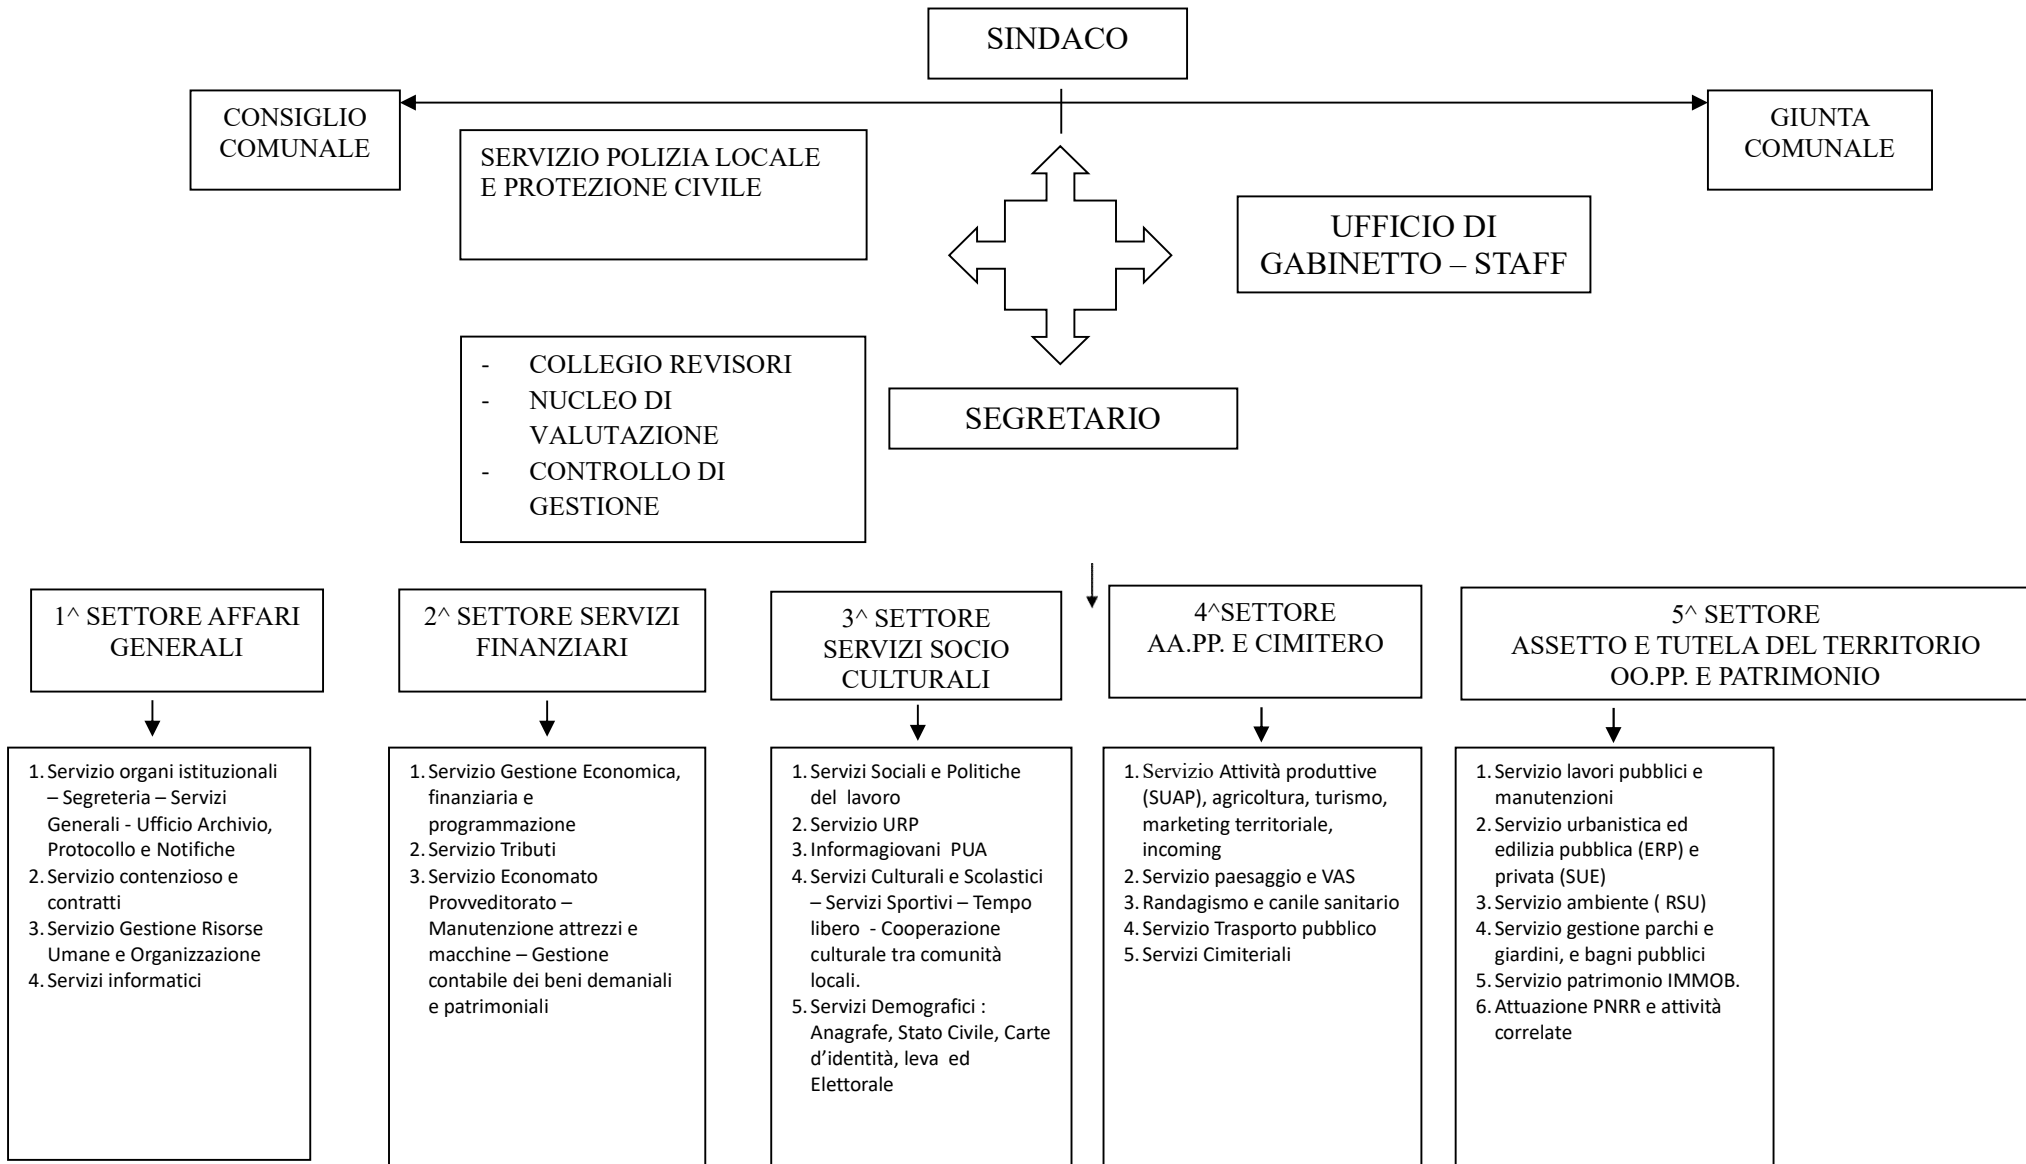 SINDACO
CONSIGLIO
COMUNALE
GIUNTA
COMUNALE
SERVIZIO POLIZIA LOCALE
E PROTEZIONE CIVILE
UFFICIO DI
GABINETTO – STAFF
- COLLEGIO REVISORI
- NUCLEO DI
VALUTAZIONE
- CONTROLLO DI
GESTIONE
SEGRETARIO
1^ SETTORE AFFARI
GENERALI
2^ SETTORE SERVIZI
FINANZIARI
3^ SETTORE
SERVIZI SOCIO
CULTURALI
4^SETTORE
AA.PP. E CIMITERO
5^ SETTORE
ASSETTO E TUTELA DEL TERRITORIO
OO.PP. E PATRIMONIO
1. Servizio organi istituzionali
– Segreteria – Servizi
Generali - Ufficio Archivio,
Protocollo e Notifiche
2. Servizio contenzioso e
contratti
3. Servizio Gestione Risorse
Umane e Organizzazione
4. Servizi informatici
1. Servizio Gestione Economica,
finanziaria e
programmazione
2. Servizio Tributi
3. Servizio Economato
Provveditorato –
Manutenzione attrezzi e
macchine – Gestione
contabile dei beni demaniali
e patrimoniali
1. Servizi Sociali e Politiche
del lavoro
2. Servizio URP
3. Informagiovani PUA
4. Servizi Culturali e Scolastici
– Servizi Sportivi – Tempo
libero - Cooperazione
culturale tra comunità
locali.
5. Servizi Demografici :
Anagrafe, Stato Civile, Carte
d’identità, leva ed
Elettorale
1. Servizio Attività produttive
(SUAP), agricoltura, turismo,
marketing territoriale,
incoming
2. Servizio paesaggio e VAS
3. Randagismo e canile sanitario
4. Servizio Trasporto pubblico
5. Servizi Cimiteriali
1. Servizio lavori pubblici e
manutenzioni
2. Servizio urbanistica ed
edilizia pubblica (ERP) e
privata (SUE)
3. Servizio ambiente ( RSU)
4. Servizio gestione parchi e
giardini, e bagni pubblici
5. Servizio patrimonio IMMOB.
6. Attuazione PNRR e attività
correlate